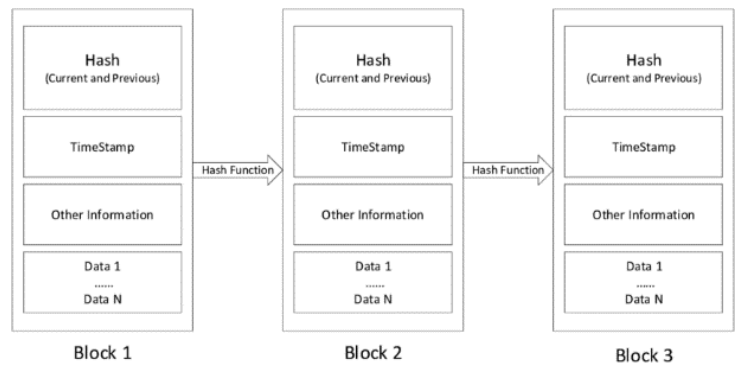 Hash
(Current and Previous)
TimeStamp
Other Information
Data 1
......
Data N
Block 1
Hash Function
Hash
(Current and Previous)
TimeStamp
Other Information
Data 1
......
Data N
Block 2
Hash Function
Hash
(Current and Previous)
TimeStamp
Other Information
Data 1
......
Data N
Block 3